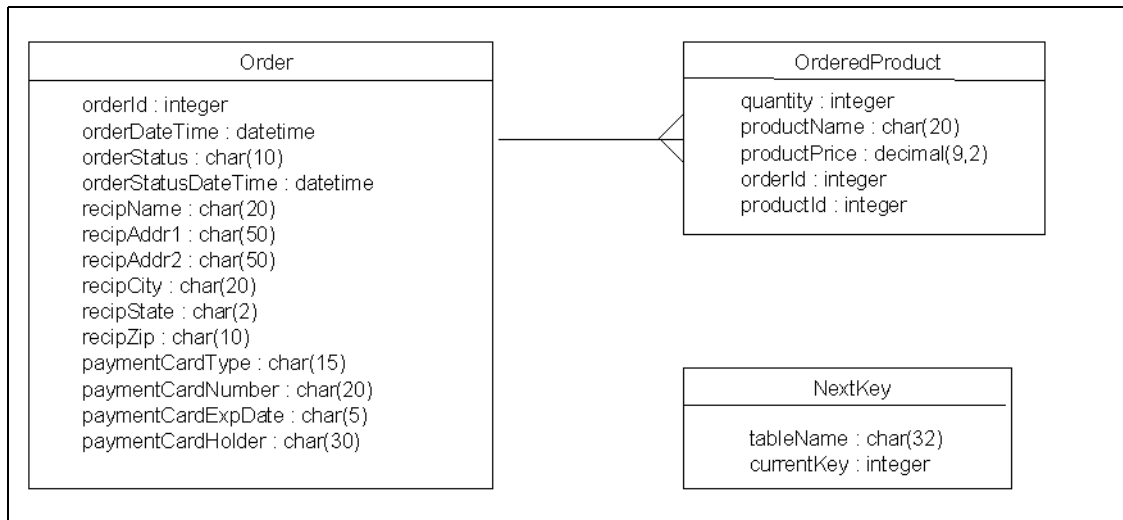 Order
orderId : integer
orderDateTime : datetime
orderStatus : char(10)
orderStatusDateTime : datetime
recipName : char(20)
recipAddr1 : char(50)
recipAddr2 : char(50)
recipCity : char(20)
recipState : char(2)
recipZip : char(10)
paymentCardType : char(15)
paymentCardNumber : char(20)
paymentCardExpDate : char(5)
paymentCardHolder : char(30)
OrderedProduct
quantity : integer
productName : char(20)
productPrice : decimal(9,2)
orderId : integer
productId : integer
NextKey
tableName : char(32)
currentKey : integer